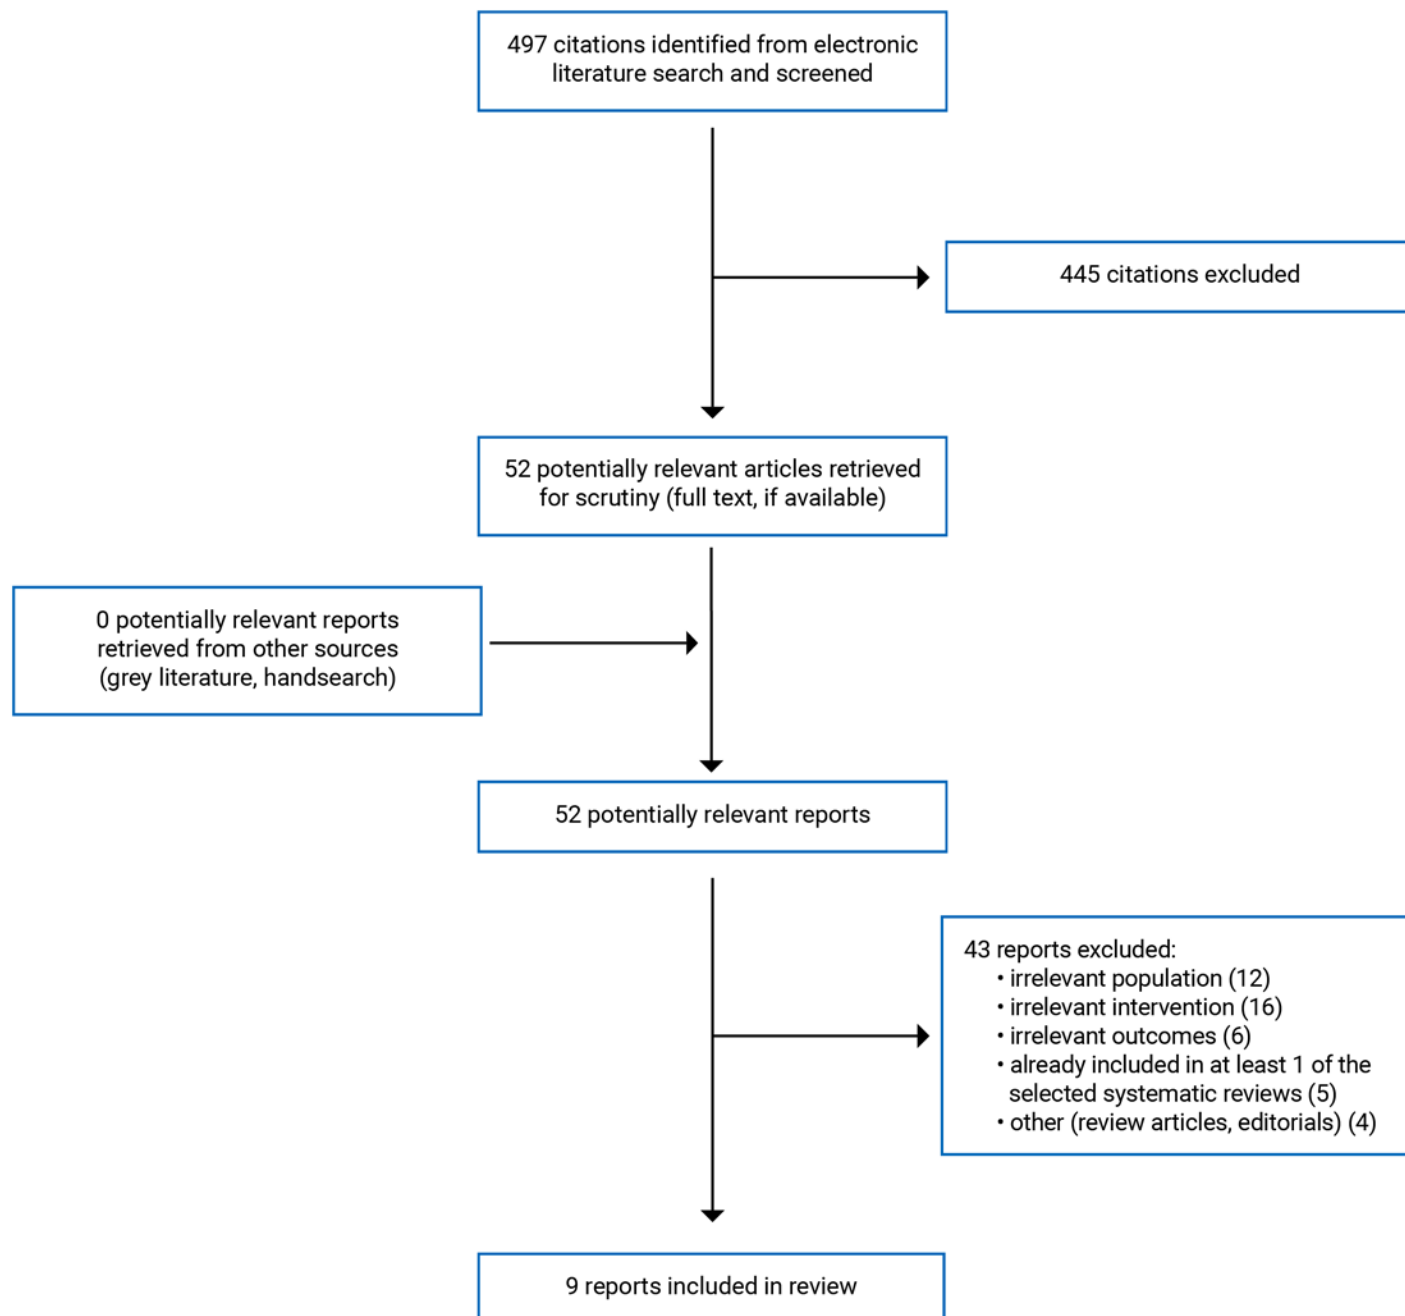 497 citations identified from electronic
literature search and screened
445 citations excluded
52 potentially relevant articles retrieved
for scrutiny (full text, if available)
0 potentially relevant reports
retrieved from other sources
(grey literature, handsearch)
52 potentially relevant reports
43 reports excluded:
• irrelevant population (12)
• irrelevant intervention (16)
• irrelevant outcomes (6)
• already included in at least 1 of the
selected systematic reviews (5)
• other (review articles, editorials) (4)
9 reports included in review